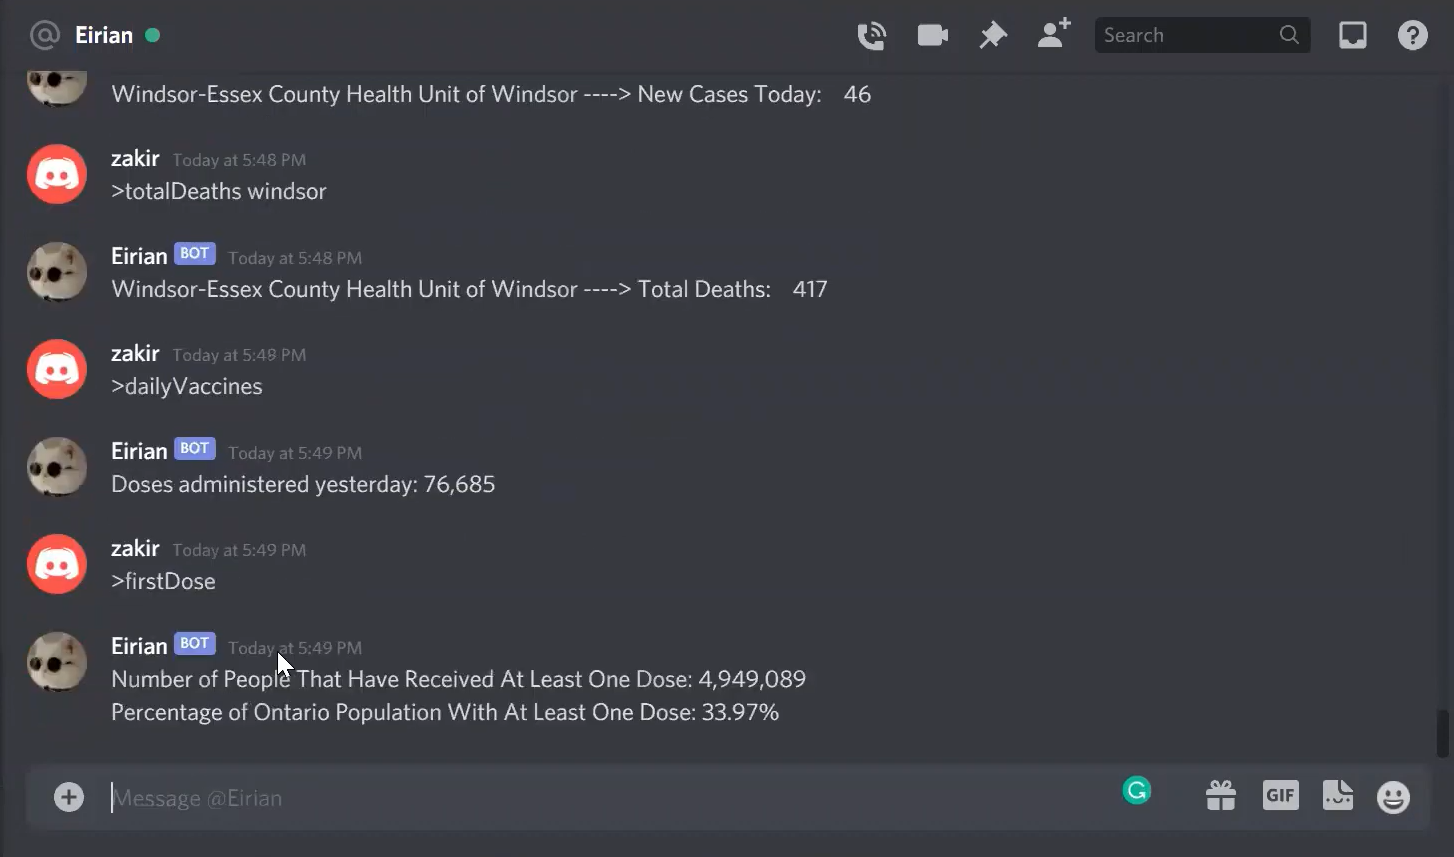 Eirian
Search
Windsor-Essex County Health Unit of Windsor ----> New Cases Today: 46
zakir Today at 5:48 PM
>totalDeaths windsor
Eirian BOT Today at 5:48 PM
Windsor-Essex County Health Unit of Windsor ----> Total Deaths: 417
zakir Today at 5:49 PM
>dailyVaccines
Eirian BOT Today at 5:49 PM
Doses administered yesterday: 76,685
zakir Today at 5:49 PM
>firstDose
Eirian BOT Today at 5:49 PM
Number of People That Have Received At Least One Dose: 4,949,089
Percentage of Ontario Population With At Least One Dose: 33.97%
Message @Eirian
GIF